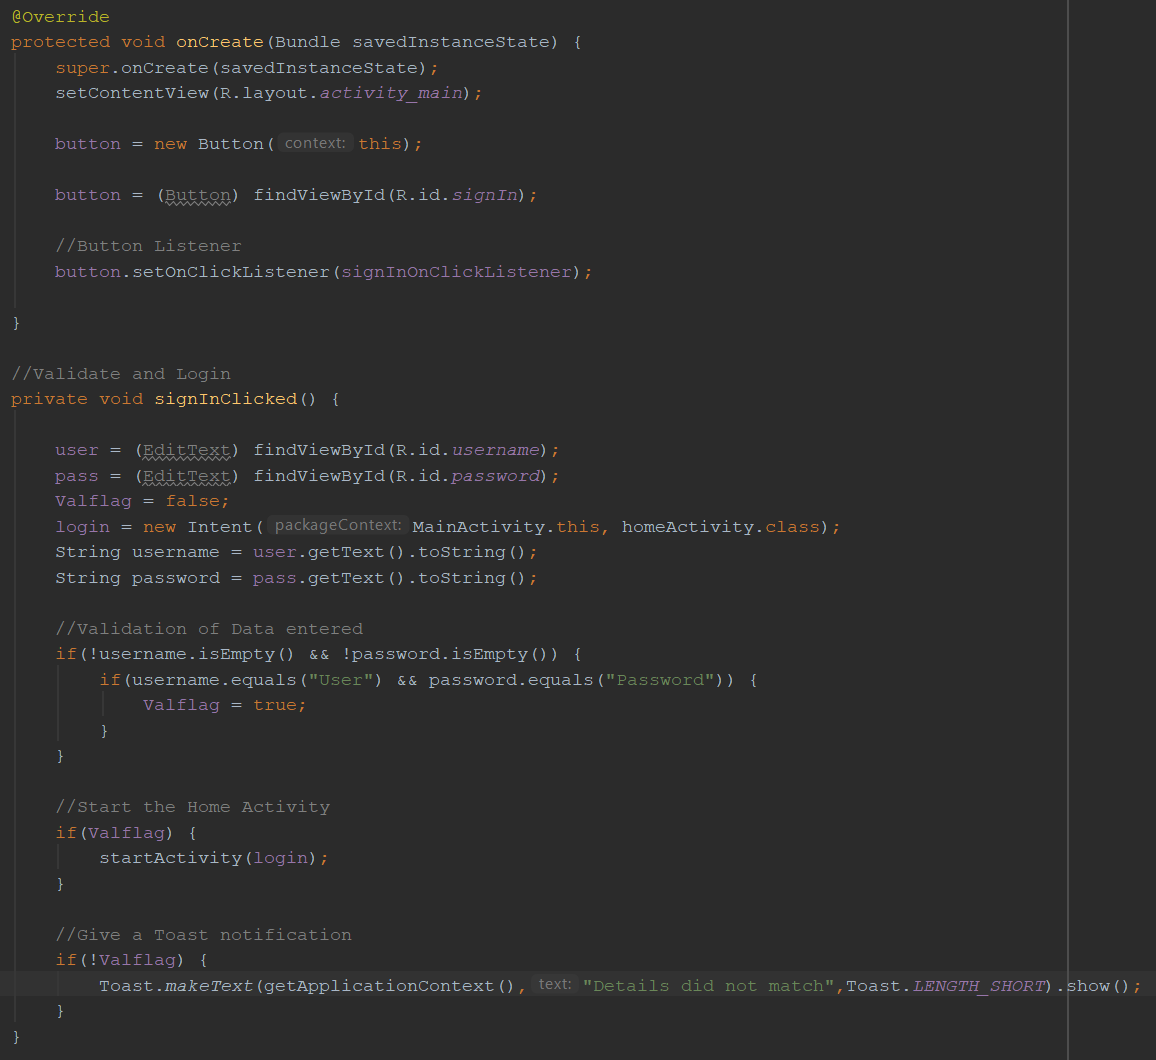 @Override
protected void onCreate(Bundle savedInstanceState) {
    super.onCreate(savedInstanceState);
    setContentView(R.layout.activity_main);

    button = new Button( context: this);

    button = (Button) findViewById(R.id.signIn);

    //Button Listener
    button.setOnClickListener(signInOnClickListener);

}

//Validate and Login
private void signInClicked() {

    user = (EditText) findViewById(R.id.username);
    pass = (EditText) findViewById(R.id.password);
    Valflag = false;
    login = new Intent( packageContext: MainActivity.this, homeActivity.class);
    String username = user.getText().toString();
    String password = pass.getText().toString();

    //Validation of Data entered
    if(!username.isEmpty() && !password.isEmpty()) {
        if(username.equals("User") && password.equals("Password")) {
            Valflag = true;
        }
    }

    //Start the Home Activity
    if(Valflag) {
        startActivity(login);
    }

    //Give a Toast notification
    if(!Valflag) {
        Toast.makeText(getApplicationContext(), text: "Details did not match",Toast.LENGTH_SHORT).show();
    }
}